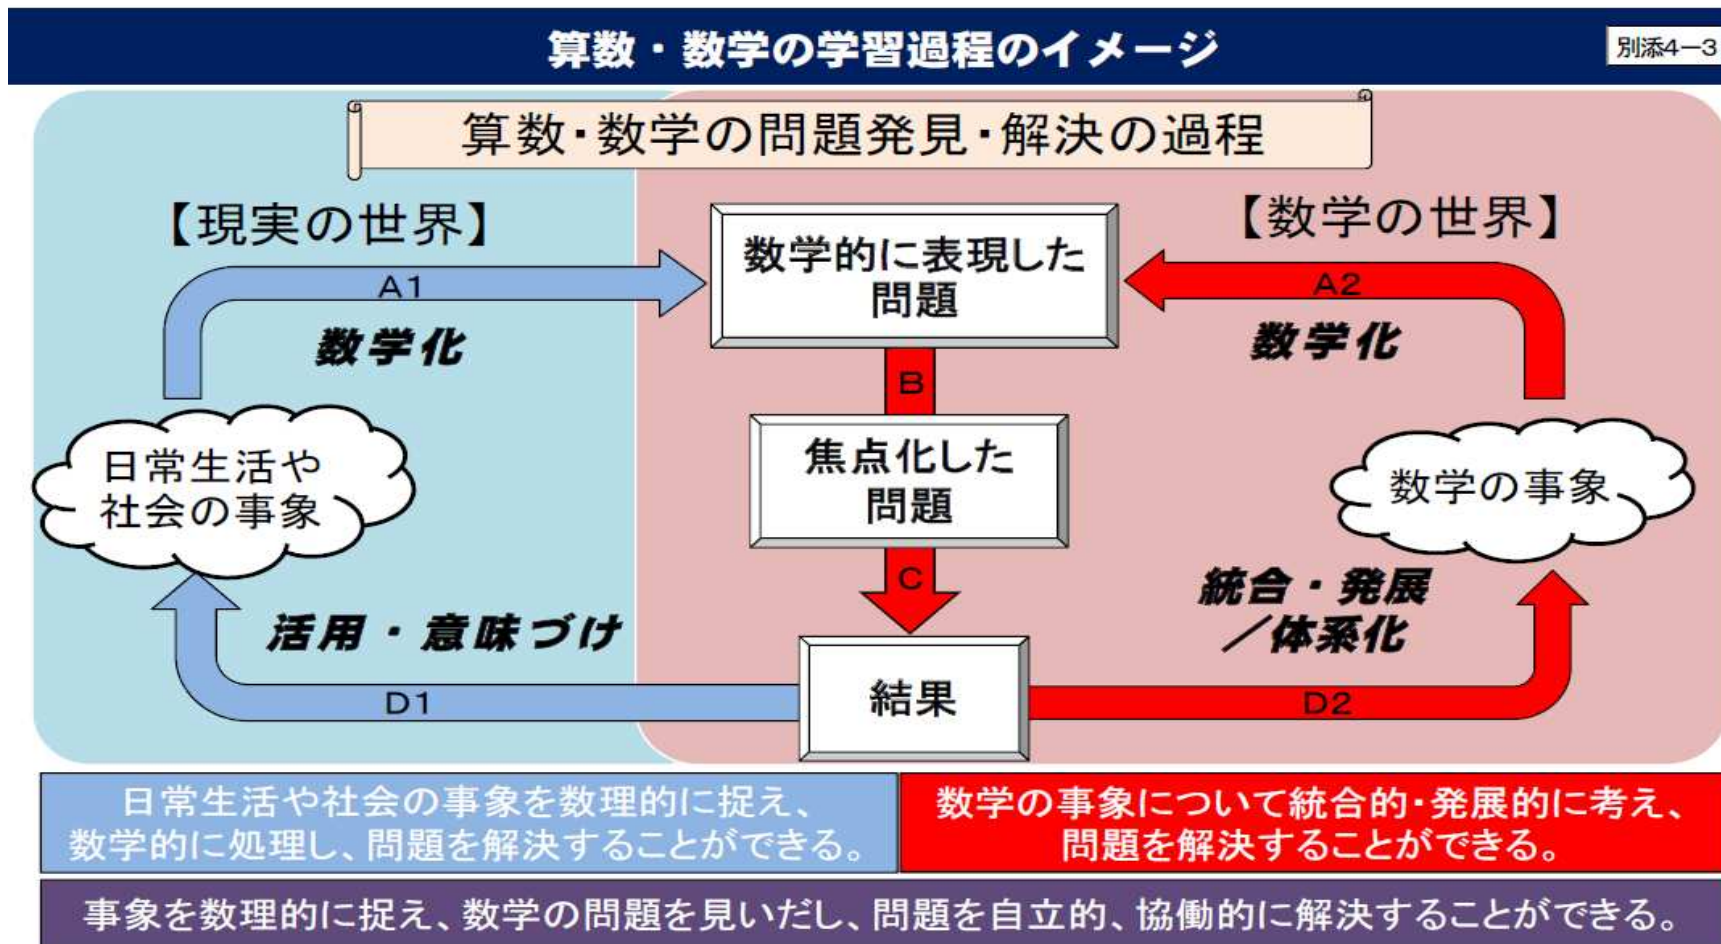 算数・数学の学習過程のイメージ
別添4－3
算数・数学の問題発見・解決の過程
【現実の世界】
【数学の世界】
数学的に表現した
問題
A1
数学化
A2
数学化
B
日常生活や
社会の事象
焦点化した
問題
数学の事象
C
活用・意味づけ
統合・発展
／体系化
結果
D1
D2
日常生活や社会の事象を数理的に捉え、
数学的に処理し、問題を解決することができる。
数学の事象について統合的・発展的に考え、
問題を解決することができる。
事象を数理的に捉え、数学の問題を見いだし、問題を自立的、協働的に解決することができる。